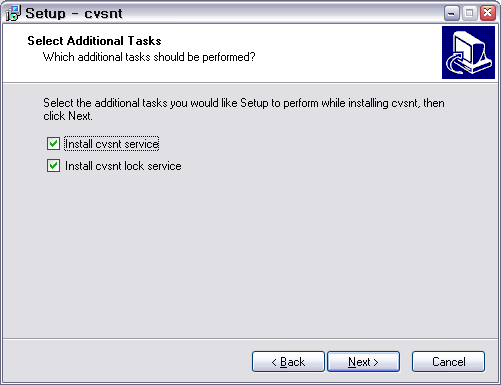 Setup - cvsnt
Select Additional Tasks
Which additional tasks should be performed?
Select the additional tasks you would like Setup to perform while installing cvsnt, then
click Next.
Install cvsnt service
Install cvsnt lock service
< Back
Next >
Cancel